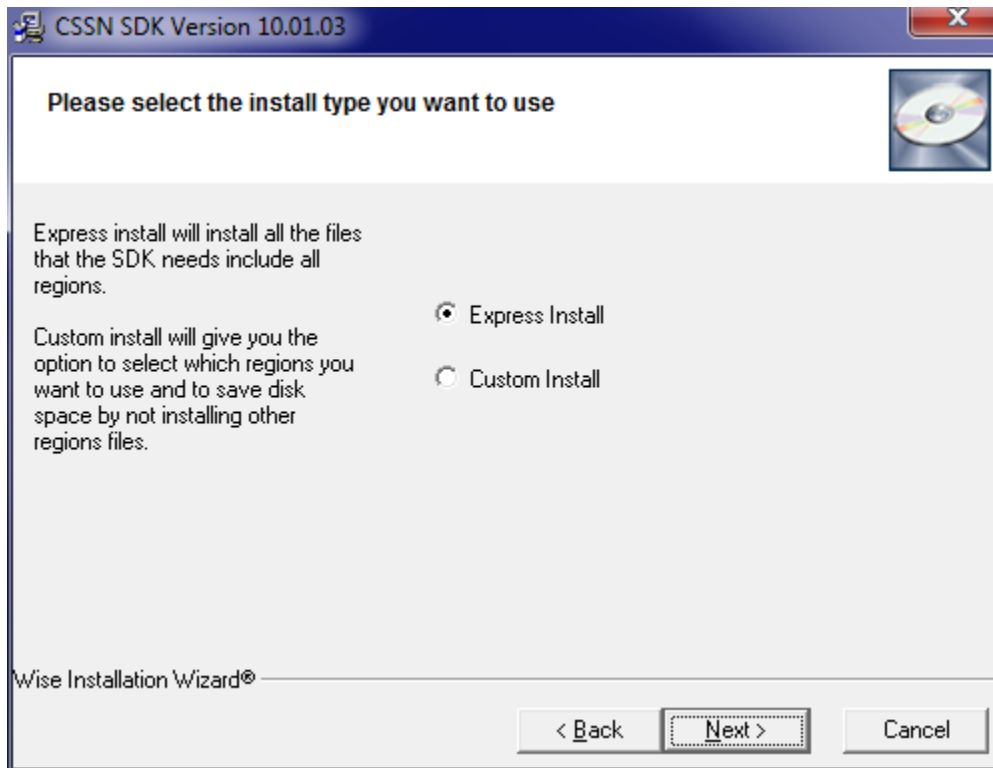 CSSN SDK Version 10.01.03
Please select the install type you want to use
Express install will install all the files
that the SDK needs include all
regions.
Custom install will give you the
option to select which regions you
want to use and to save disk
space by not installing other
regions files.
Express Install
Custom Install
Wise Installation Wizard®
< Back
Next >
Cancel